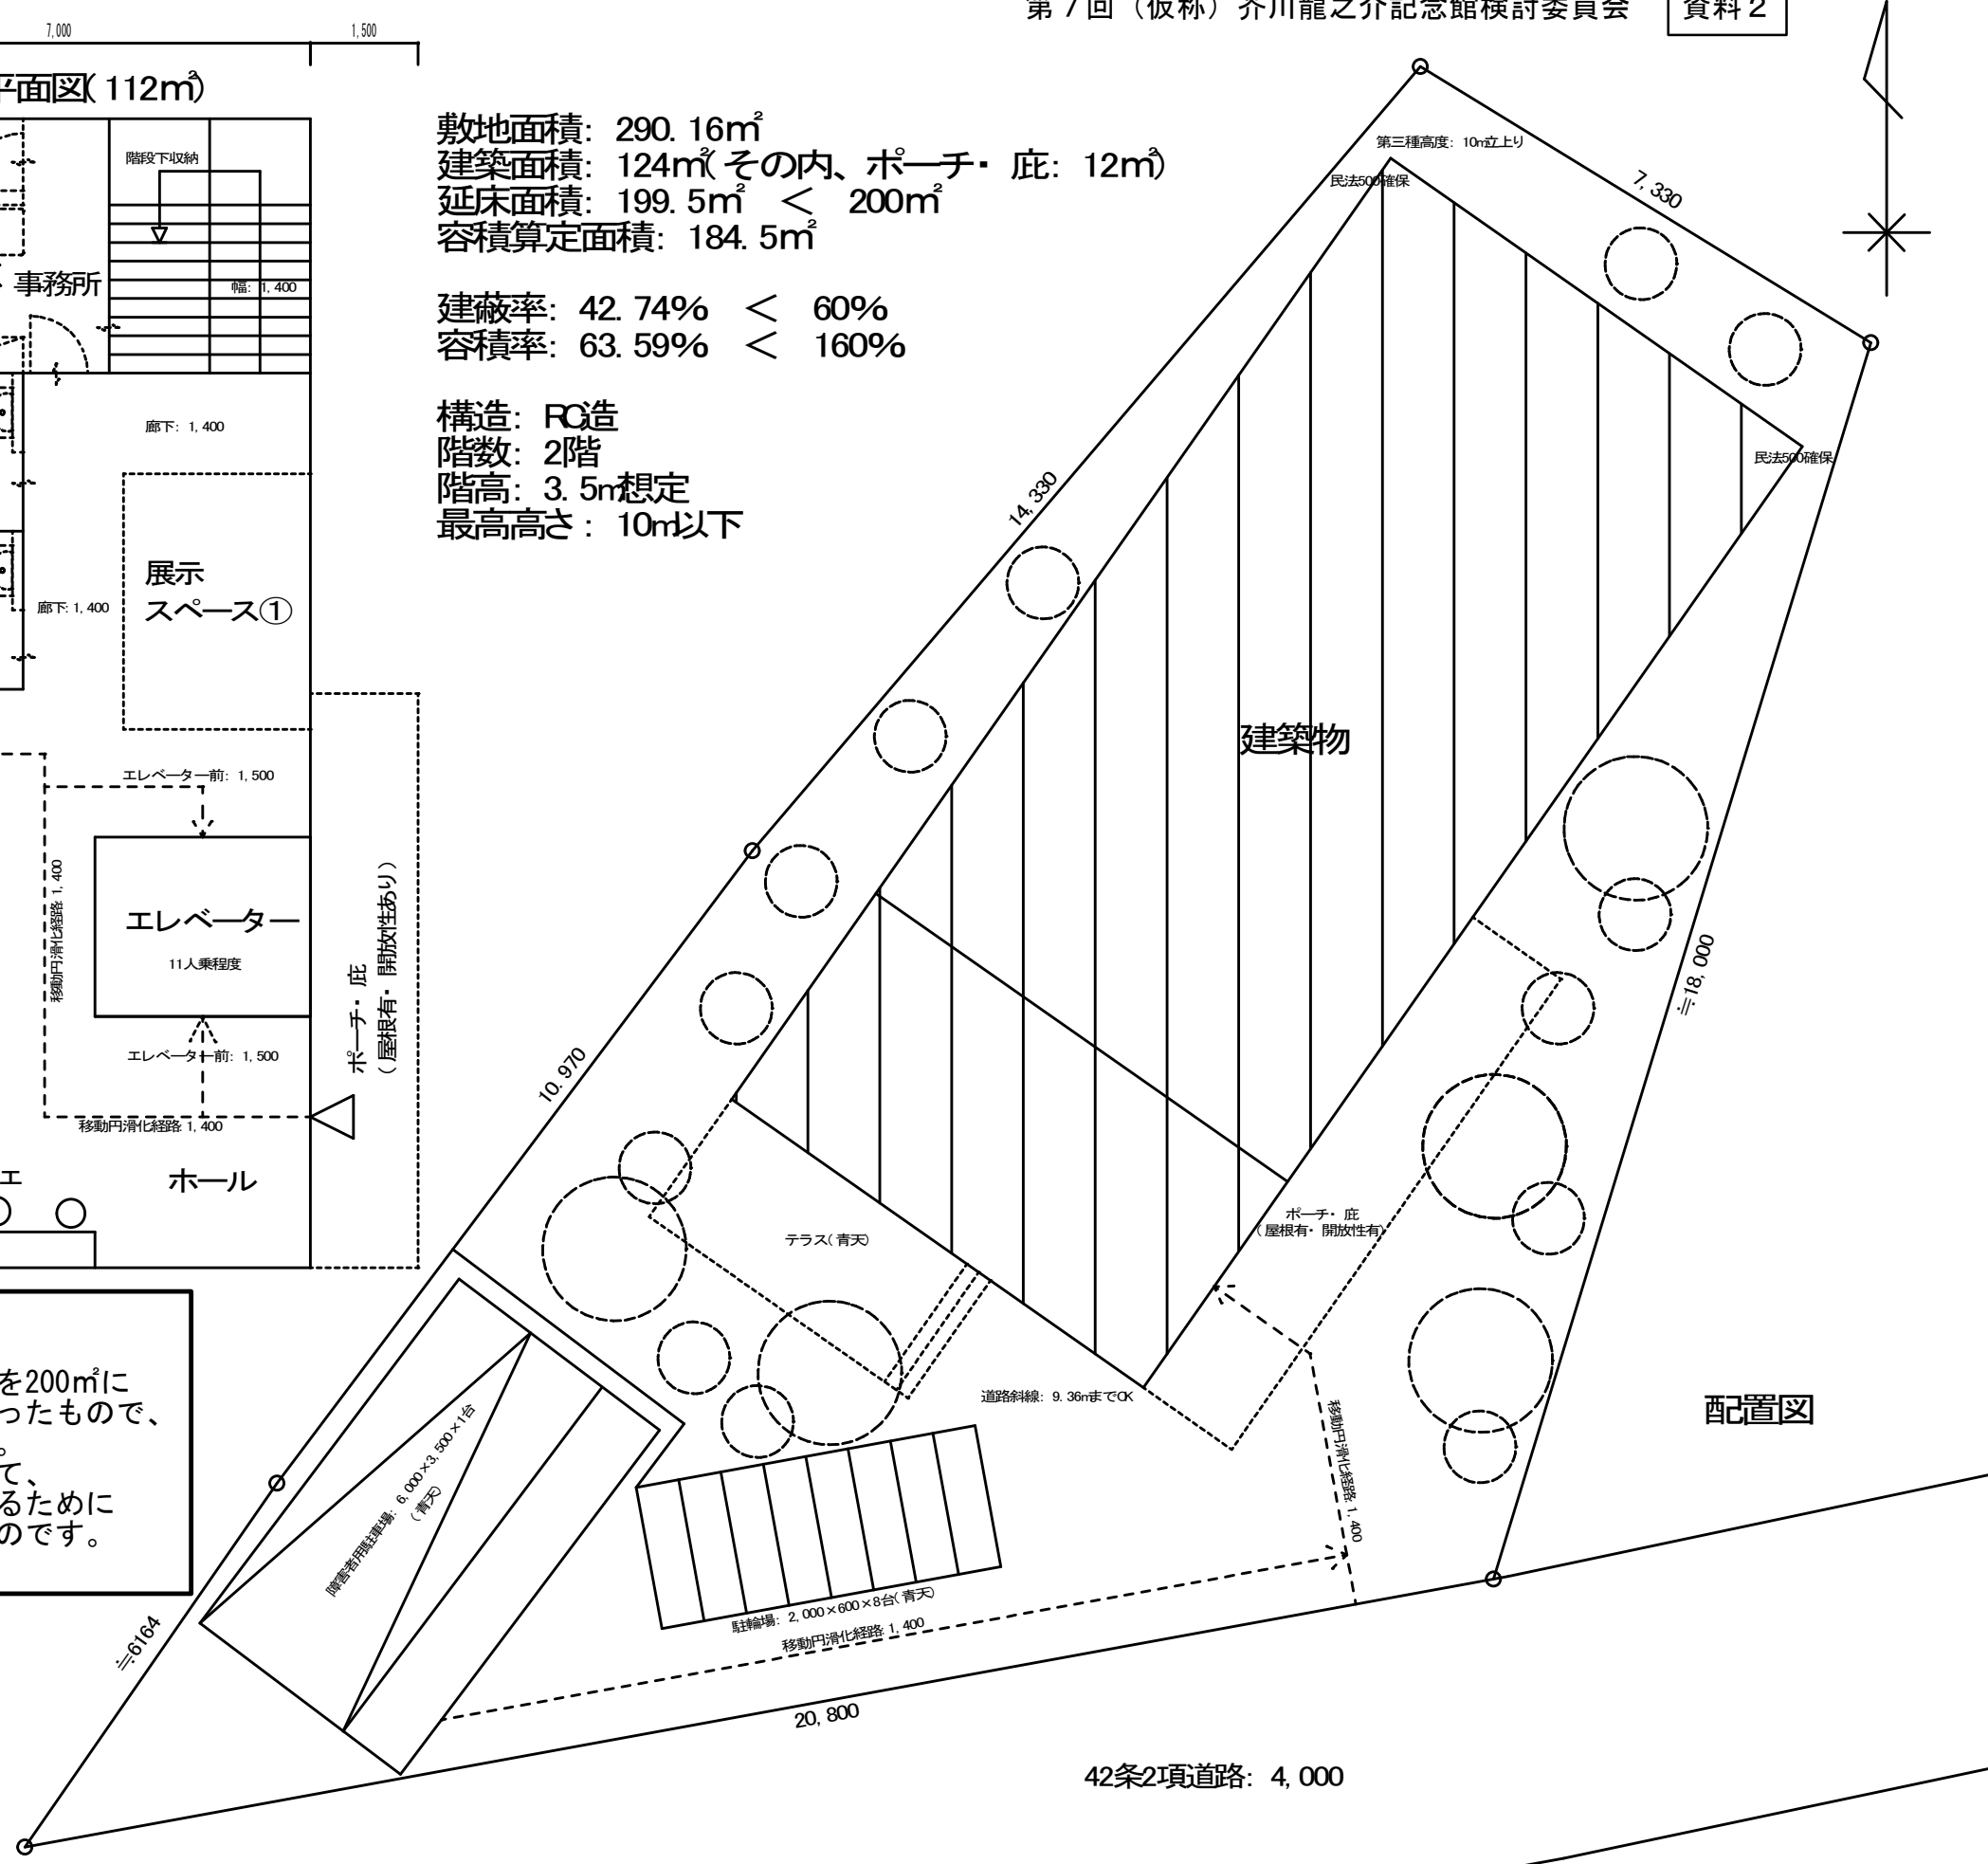 第7回（仮称）芥川龍之介記念館検討委員会
資料2
7,000
1,500
平面図(112㎡)
階段下収納
事務所
幅: 1,400
廊下: 1,400
展示
スペース①
廊下: 1,400
エレベーター前: 1,500
移動円滑化経路: 1,400
エレベーター
11人乗程度
ポーチ・庇
(屋根有・開放性あり)
エレベーター前: 1,500
移動円滑化経路: 1,400
エ
ホール
を200㎡に
ったもので、
。
て、
るために
のです。
敷地面積: 290.16㎡
建築面積: 124㎡(その内、ポーチ・庇: 12㎡)
延床面積: 199.5㎡ ＜ 200㎡
容積算定面積: 184.5㎡
建蔽率: 42.74% ＜ 60%
容積率: 63.59% ＜ 160%
構造: RC造
階数: 2階
階高: 3.5m想定
最高高さ: 10m以下
第三種高度: 10m立上り
民法500確保
7,330
民法500確保
14,330
建築物
≒18,000
10.970
ポーチ・庇
(屋根有・開放性有)
テラス(青天)
道路斜線: 9.36mまでOK
移動円滑化経路: 1,400
配置図
障害者用駐車場: 6,000×3,500×1台
(青天)
駐輪場: 2,000×600×8台(青天)
移動円滑化経路: 1,400
≒6164
20,800
42条2項道路: 4,000